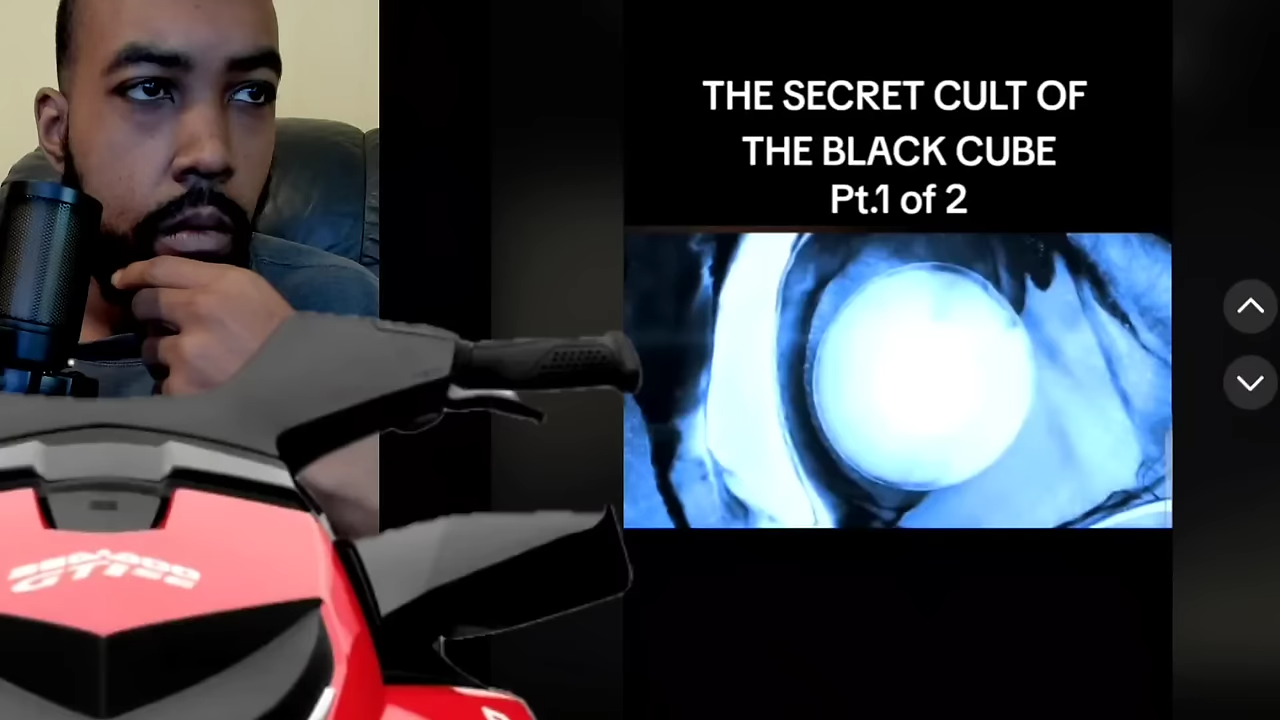 THE SECRET CULT OF
THE BLACK CUBE
Pt.1 of 2